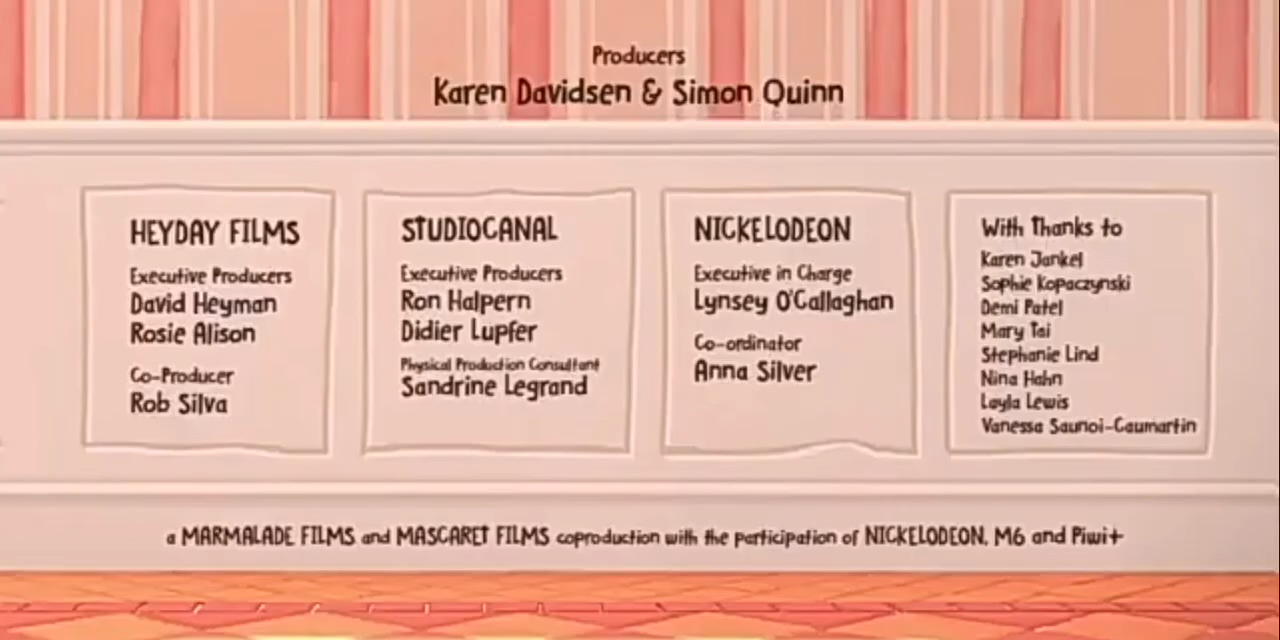 Producers
Karen Davidsen & Simon Quinn
HEYDAY FILMS
Executive Producers
David Heyman
Rosie Alison
Co-Producer
Rob Silva
STUDIOCANAL
Executive Producers
Ron Halpern
Didier Lupfer
Physical Production Consultant
Sandrine Legrand
NICKELODEON
Executive in Charge
Lynsey O'Callaghan
Co-ordinator
Anna Silver
With Thanks to
Karen Jankel
Sophie Kopaczynski
Demi Patel
Mary Tai
Stephanie Lind
Nina Hahn
Layla Lewis
Vanessa Saunoi-Caumartin
a MARMALADE FILMS and MASCARET FILMS coproduction with the participation of NICKELODEON, M6 and Piwi+